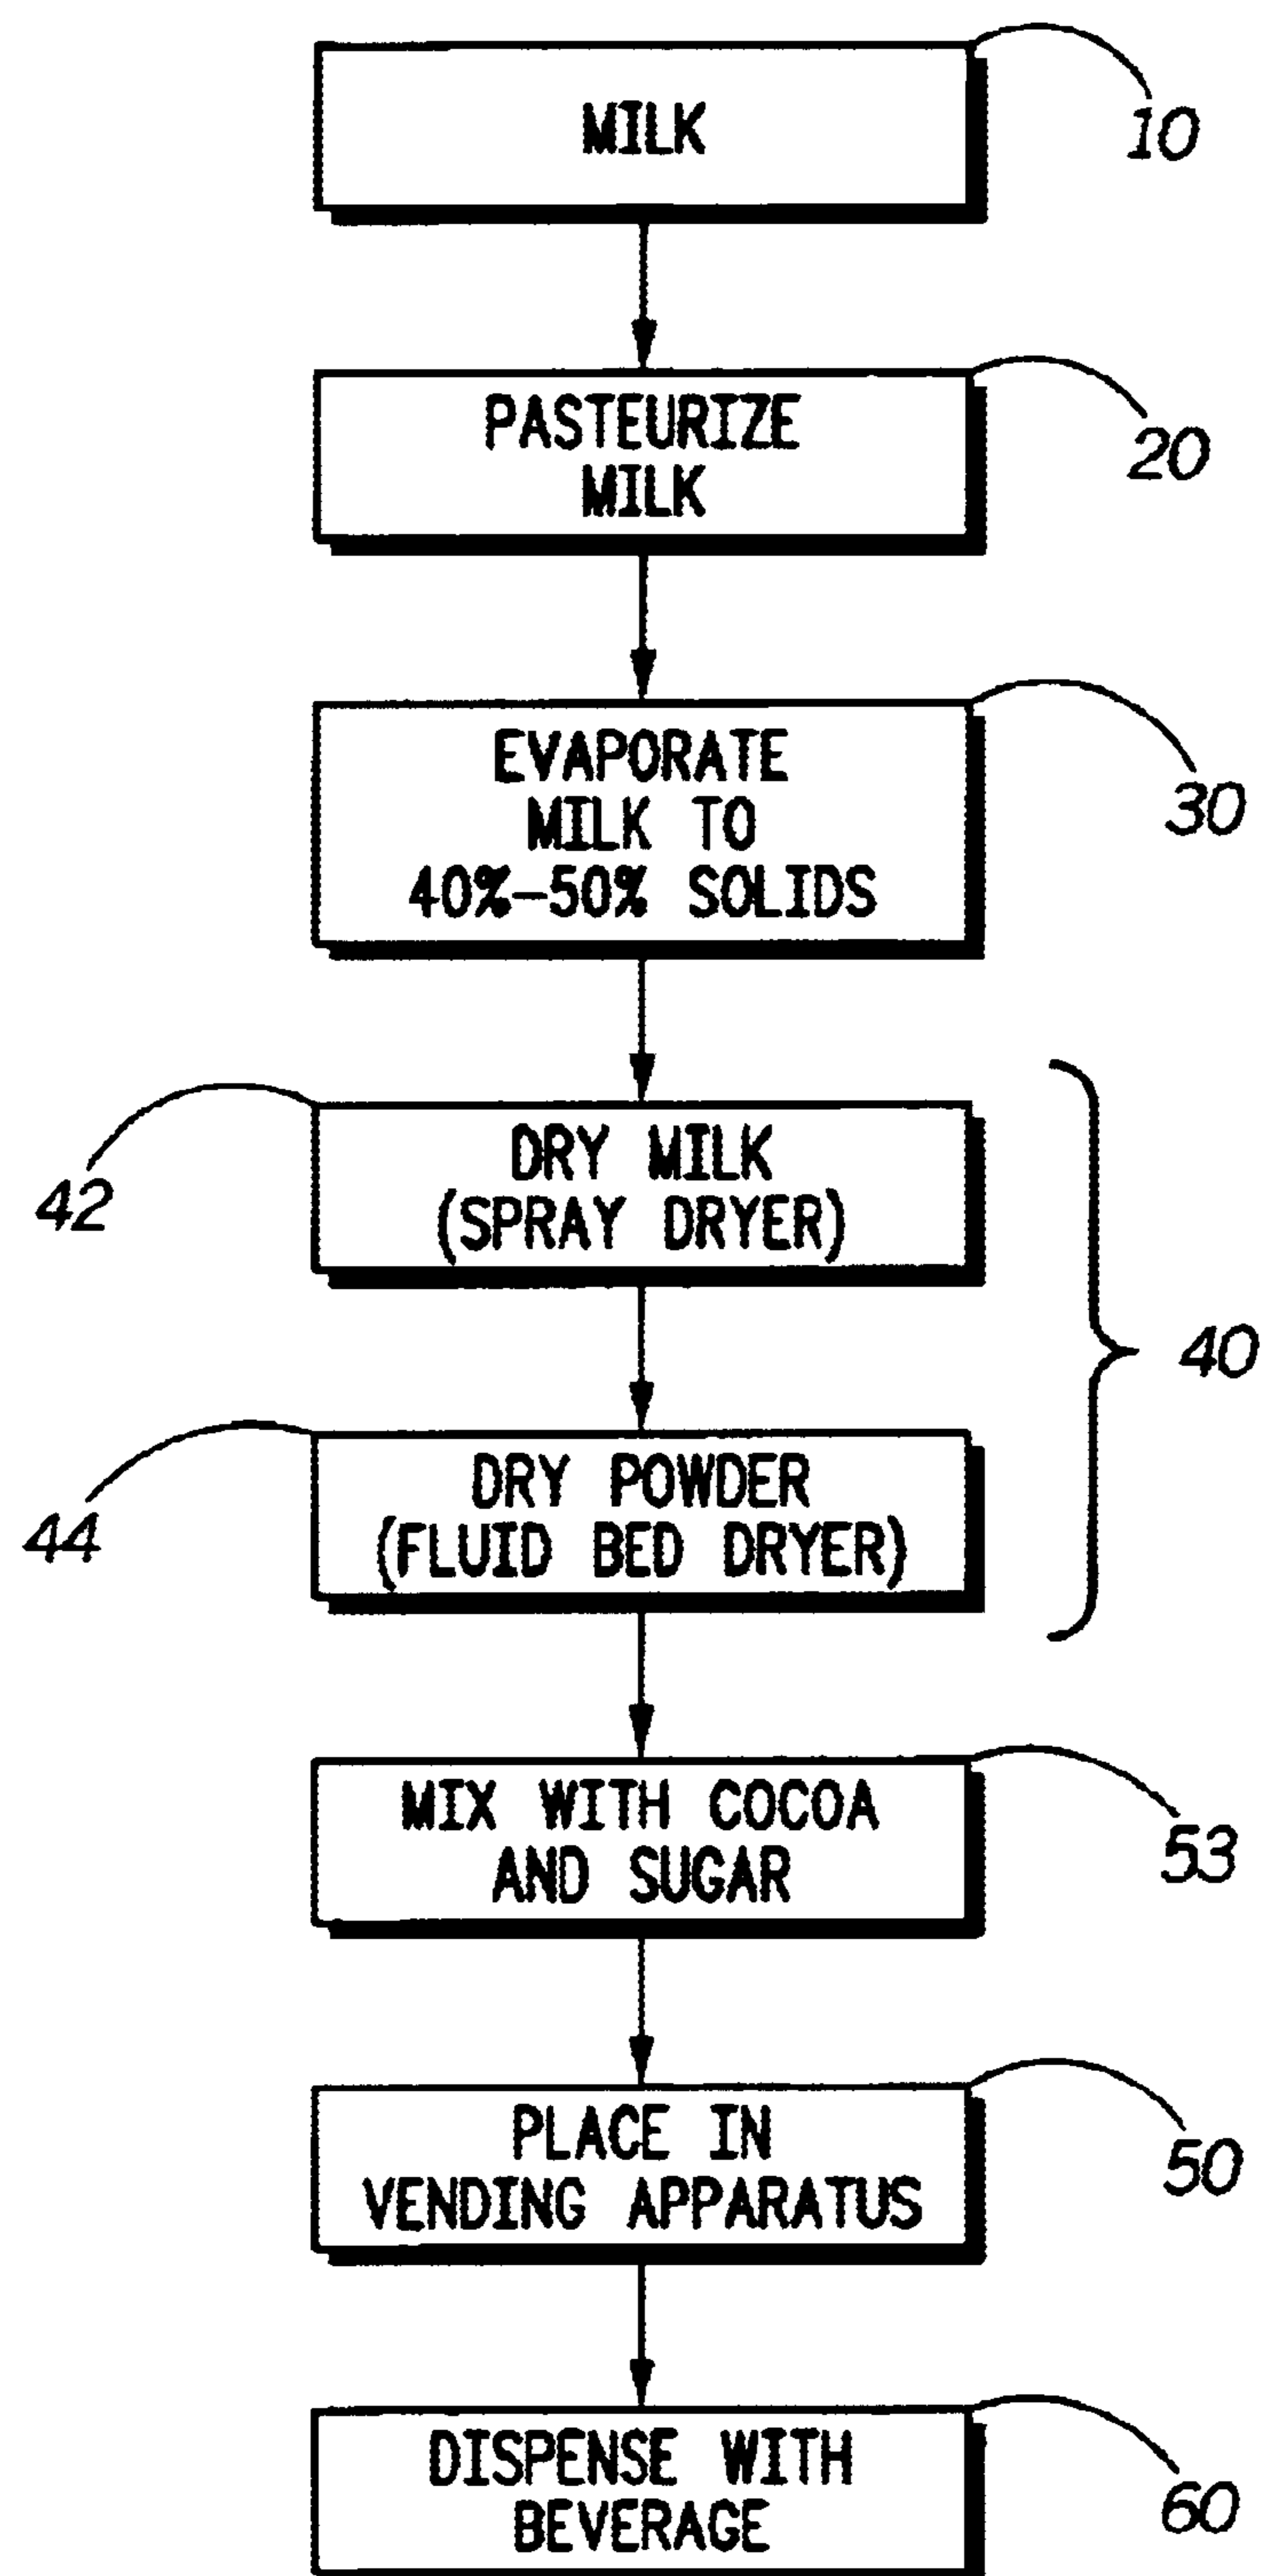 MILK
10
PASTEURIZE
MILK
20
EVAPORATE
MILK TO
40%-50% SOLIDS
30
DRY MILK
(SPRAY DRYER)
42
40
DRY POWDER
(FLUID BED DRYER)
44
MIX WITH COCOA
AND SUGAR
53
PLACE IN
VENDING APPARATUS
50
DISPENSE WITH
BEVERAGE
60